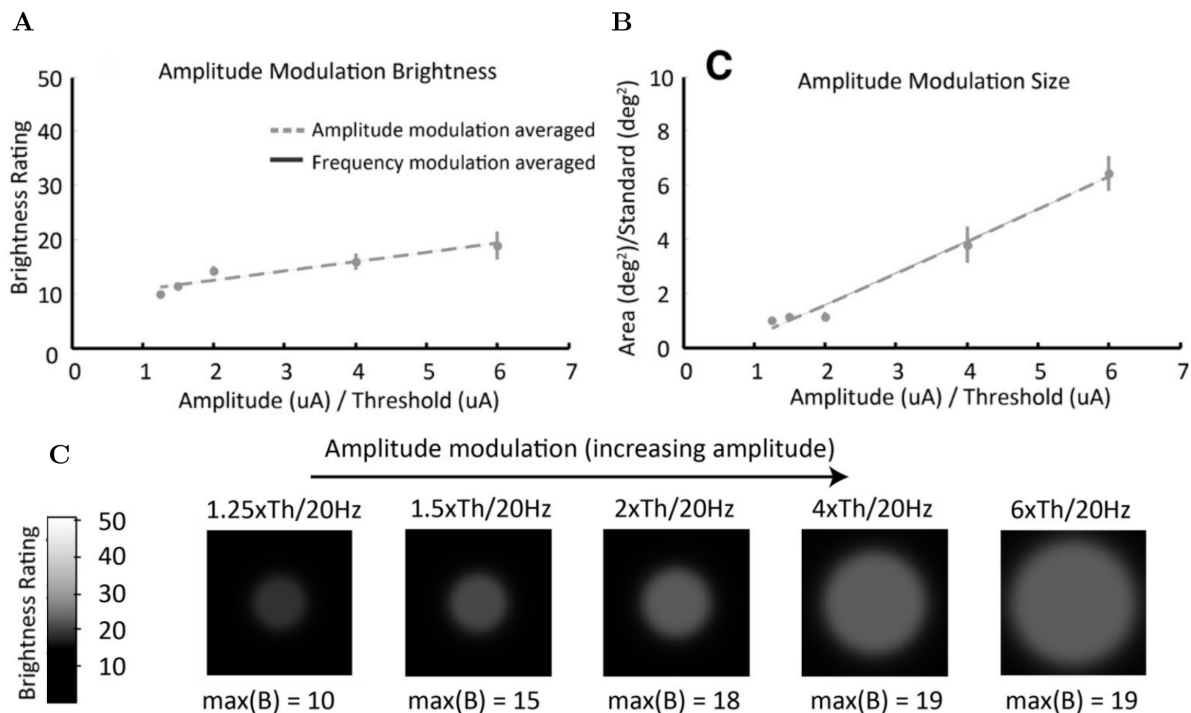 A
Amplitude Modulation Brightness
Brightness Rating
50
40
30
20
10
0
Amplitude modulation averaged
Frequency modulation averaged
0 1 2 3 4 5 6 7
Amplitude (uA) / Threshold (uA)
B
C
Amplitude Modulation Size
Area (deg²)/Standard (deg²)
10
8
6
4
2
0
0 1 2 3 4 5 6 7
Amplitude (uA) / Threshold (uA)
C
Amplitude modulation (increasing amplitude)
Brightness Rating
50
40
30
20
10
1.25xTh/20Hz 1.5xTh/20Hz 2xTh/20Hz 4xTh/20Hz 6xTh/20Hz
max(B) = 10 max(B) = 15 max(B) = 18 max(B) = 19 max(B) = 19